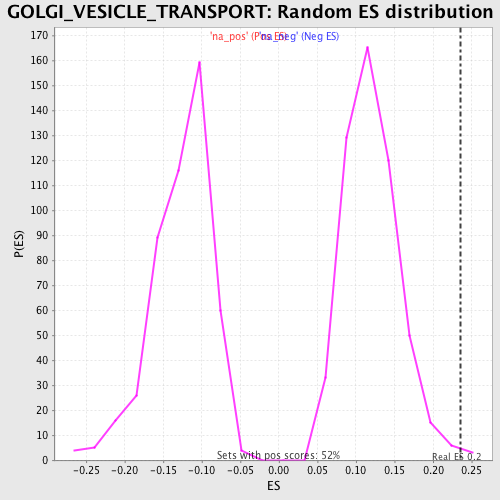 GOLGI_VESICLE_TRANSPORT: Random ES distribution
'na_pos' (Pos ES) 'na_neg' (Neg ES)
170
160
150
140
130
120
110
100
90
80
70
60
50
40
30
20
10
0
P(ES)
Sets with pos scores: 52%
Real ES 0.2
-0.25 -0.20 -0.15 -0.10 -0.05 0.00 0.05 0.10 0.15 0.20 0.25
ES